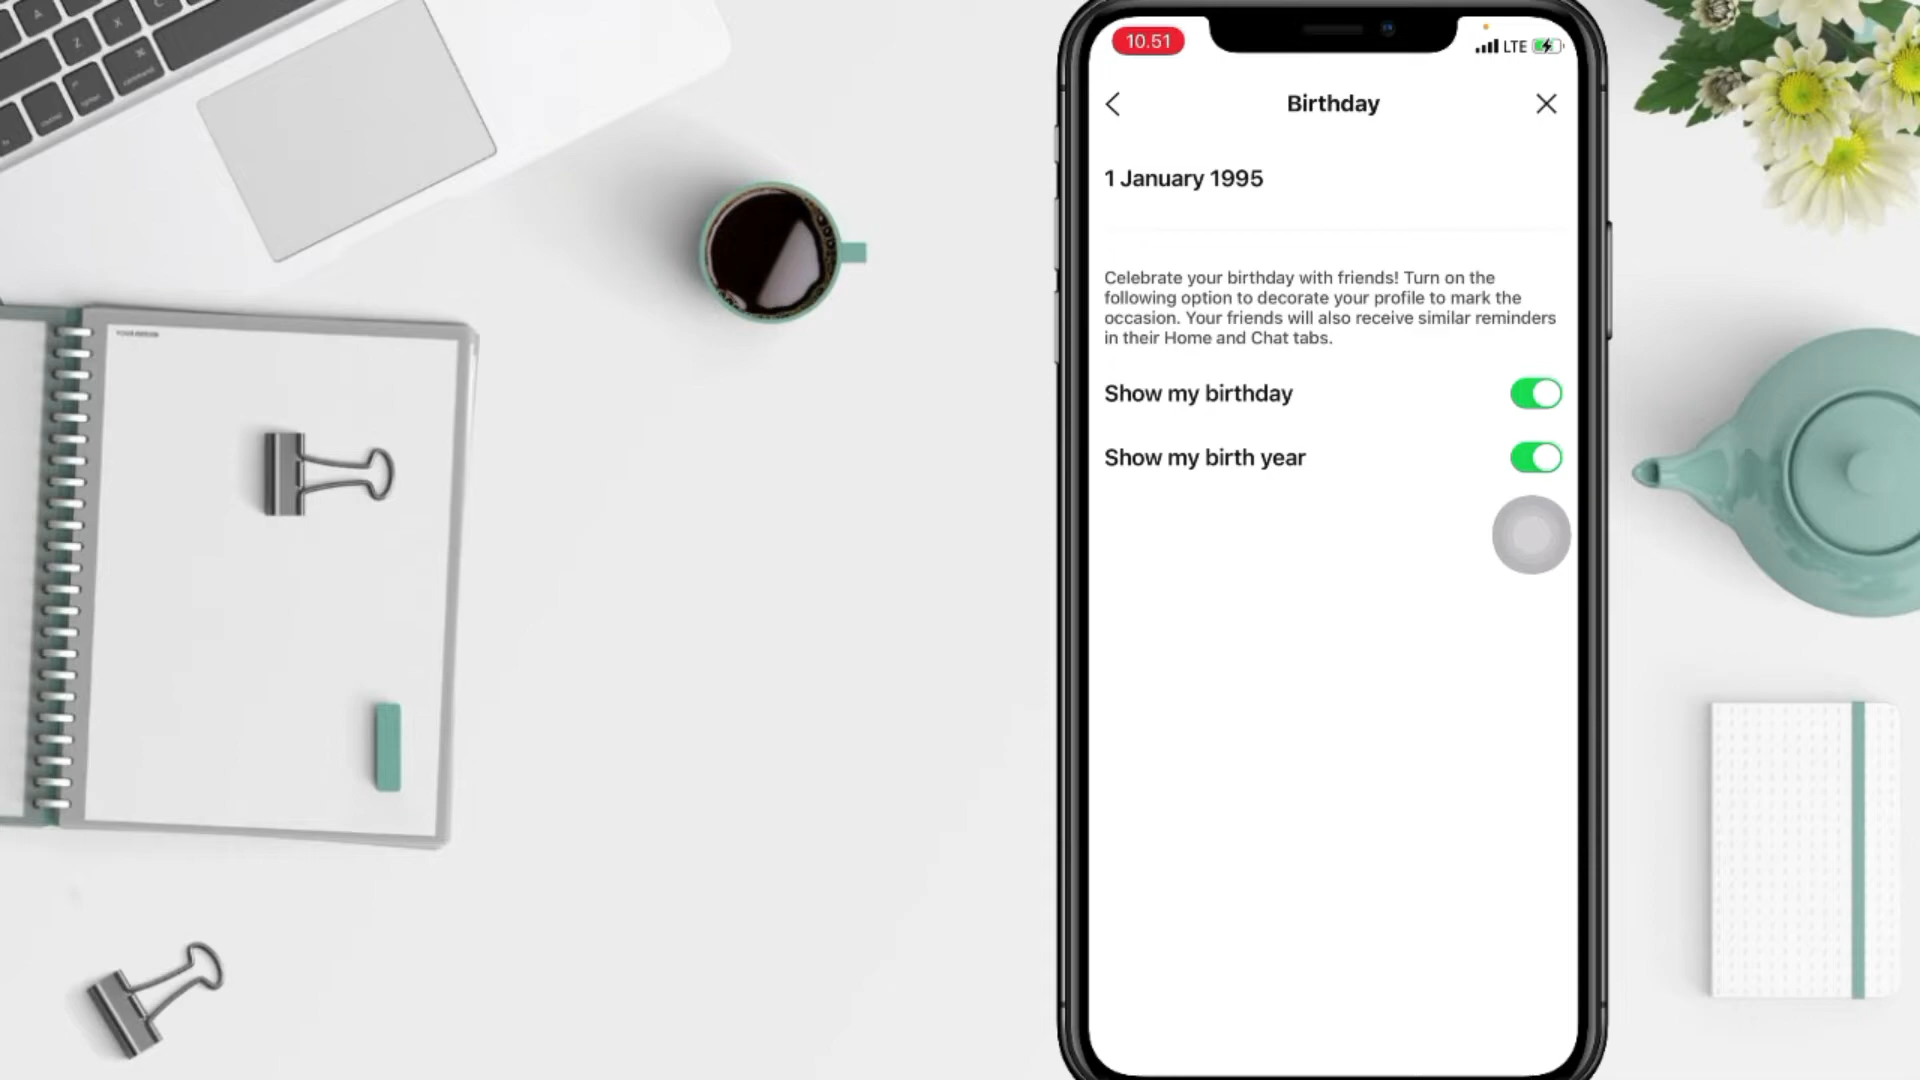 A
Z
X
C
⌘
command
option
10.51
LTE
Birthday
1 January 1995
Celebrate your birthday with friends! Turn on the
following option to decorate your profile to mark the
occasion. Your friends will also receive similar reminders
in their Home and Chat tabs.
Show my birthday
Show my birth year